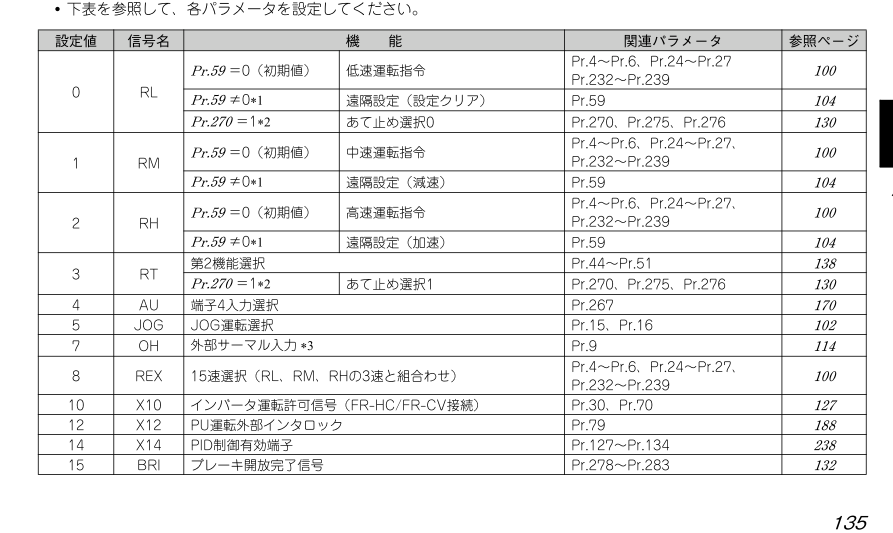 • 下表を参照して、各パラメータを設定してください。
設定値 信号名 機 能 関連パラメータ 参照ページ
0 RL Pr.59 =0（初期値） 低速運転指令 Pr.4～Pr.6、Pr.24～Pr.27
Pr.232～Pr.239 100
Pr.59 ≠0*1 遠隔設定（設定クリア） Pr.59 104
Pr.270 =1*2 あて止め選択0 Pr.270、Pr.275、Pr.276 130
1 RM Pr.59 =0（初期値） 中速運転指令 Pr.4～Pr.6、Pr.24～Pr.27、
Pr.232～Pr.239 100
Pr.59 ≠0*1 遠隔設定（減速） Pr.59 104
2 RH Pr.59 =0（初期値） 高速運転指令 Pr.4～Pr.6、Pr.24～Pr.27、
Pr.232～Pr.239 100
Pr.59 ≠0*1 遠隔設定（加速） Pr.59 104
3 RT 第2機能選択 Pr.44～Pr.51 138
Pr.270 =1*2 あて止め選択1 Pr.270、Pr.275、Pr.276 130
4 AU 端子4入力選択 Pr.267 170
5 JOG JOG運転選択 Pr.15、Pr.16 102
7 OH 外部サーマル入力 *3 Pr.9 114
8 REX 15速選択（RL、RM、RHの3速と組合わせ） Pr.4～Pr.6、Pr.24～Pr.27、
Pr.232～Pr.239 100
10 X10 インバータ運転許可信号（FR-HC/FR-CV接続） Pr.30、Pr.70 127
12 X12 PU運転外部インタロック Pr.79 188
14 X14 PID制御有効端子 Pr.127～Pr.134 238
15 BRI ブレーキ開放完了信号 Pr.278～Pr.283 132
135